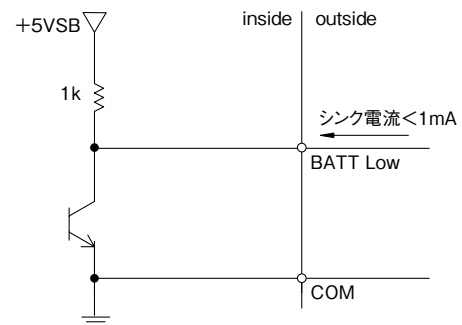 inside outside
+5VSB
1k
シンク電流<1mA
BATT Low
COM